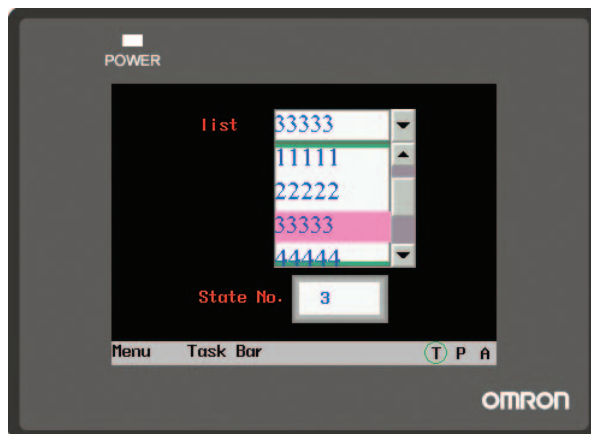 POWER
list 33333
11111
22222
33333
44444
State No. 3
Menu Task Bar T P A
OMRON